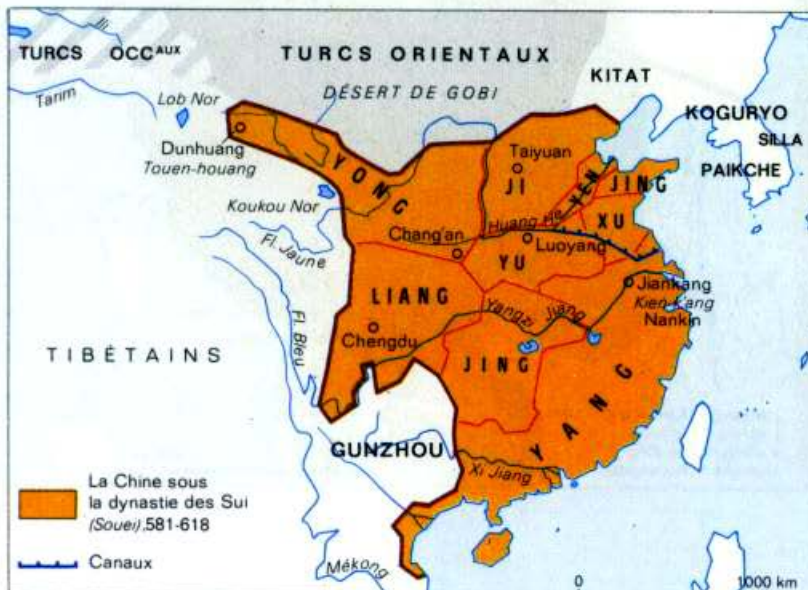 TURCS OCC^AUX
TURCS ORIENTAUX
KITAT
Tarim
Lob Nor
DÉSERT DE GOBI
KOGURYO
SILLA
PAIKCHE
Dunhuang
Touen-houang
YONG
Taiyuan
JI
YEN
JING
Koukou Nor
Huang He
XU
Chang'an
Luoyang
Fl. Jaune
YU
LIANG
Jiankang
Kien-k'ang
Nankin
Yangzi Jiang
Fl. Bleu
Chengdu
TIBÉTAINS
JING
YANG
GUNZHOU
Xi Jiang
La Chine sous
la dynastie des Sui
(Souei),581-618
Canaux
Mékong
0 1000 km